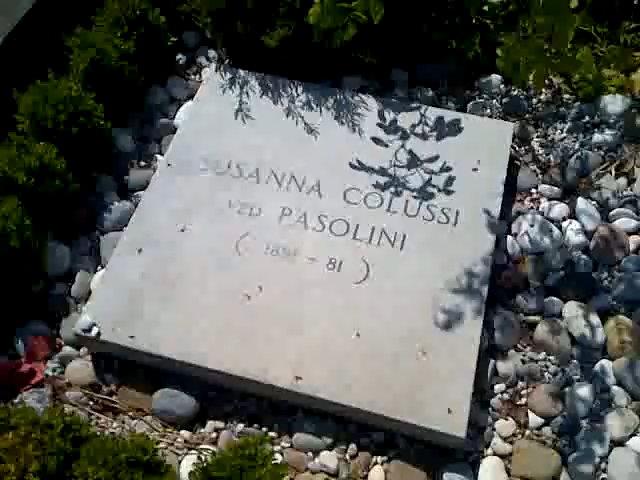 SUSANNA COLUSSI
VED. PASOLINI
( 1891 - 81 )